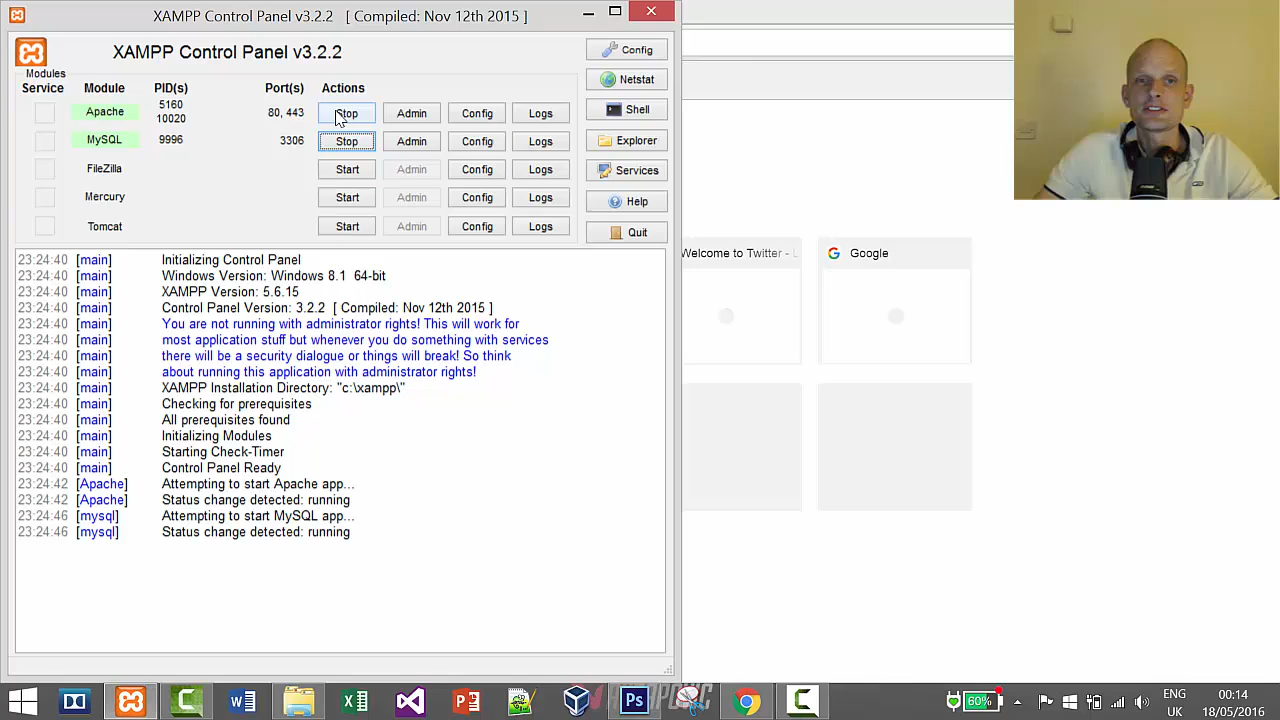 XAMPP Control Panel v3.2.2 [ Compiled: Nov 12th 2015 ]
XAMPP Control Panel v3.2.2
Config
Modules
Service Module PID(s) Port(s) Actions
Netstat
Apache 5160 10020 80, 443 Stop Admin Config Logs
Shell
MySQL 9996 3306 Stop Admin Config Logs
Explorer
FileZilla Start Admin Config Logs
Services
Mercury Start Admin Config Logs
Help
Tomcat Start Admin Config Logs
Quit
23:24:40 [main] Initializing Control Panel
23:24:40 [main] Windows Version: Windows 8.1 64-bit
23:24:40 [main] XAMPP Version: 5.6.15
23:24:40 [main] Control Panel Version: 3.2.2 [ Compiled: Nov 12th 2015 ]
23:24:40 [main] You are not running with administrator rights! This will work for
23:24:40 [main] most application stuff but whenever you do something with services
23:24:40 [main] there will be a security dialogue or things will break! So think
23:24:40 [main] about running this application with administrator rights!
23:24:40 [main] XAMPP Installation Directory: "c:\xampp\"
23:24:40 [main] Checking for prerequisites
23:24:40 [main] All prerequisites found
23:24:40 [main] Initializing Modules
23:24:40 [main] Starting Check-Timer
23:24:40 [main] Control Panel Ready
23:24:42 [Apache] Attempting to start Apache app...
23:24:42 [Apache] Status change detected: running
23:24:46 [mysql] Attempting to start MySQL app...
23:24:46 [mysql] Status change detected: running
Welcome to Twitter - L
Google
60%
ENG
UK
00:14
18/05/2016